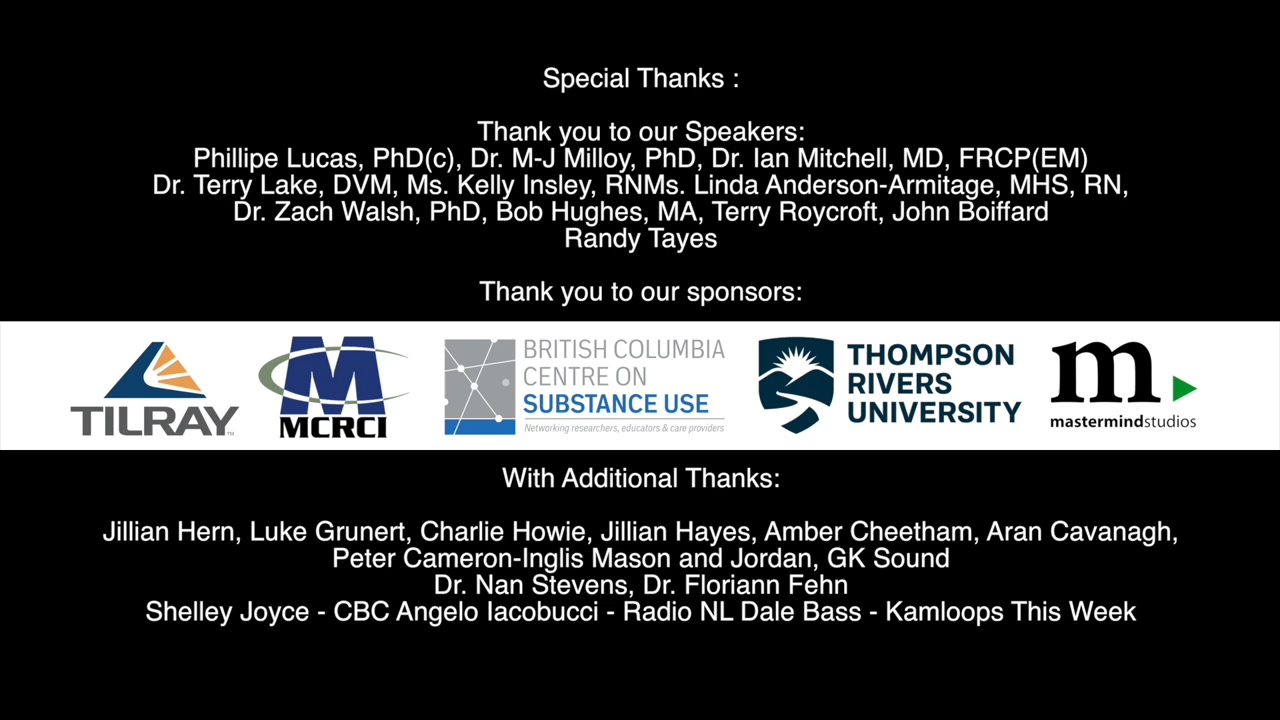 Special Thanks :
Thank you to our Speakers:
Phillipe Lucas, PhD(c), Dr. M-J Milloy, PhD, Dr. Ian Mitchell, MD, FRCP(EM)
Dr. Terry Lake, DVM, Ms. Kelly Insley, RNMs. Linda Anderson-Armitage, MHS, RN,
Dr. Zach Walsh, PhD, Bob Hughes, MA, Terry Roycroft, John Boiffard
Randy Tayes
Thank you to our sponsors:
TILRAY™
M
MCRCI
BRITISH COLUMBIA
CENTRE ON
SUBSTANCE USE
Networking researchers, educators & care providers
THOMPSON
RIVERS
UNIVERSITY
m
mastermindstudios
With Additional Thanks:
Jillian Hern, Luke Grunert, Charlie Howie, Jillian Hayes, Amber Cheetham, Aran Cavanagh,
Peter Cameron-Inglis Mason and Jordan, GK Sound
Dr. Nan Stevens, Dr. Floriann Fehn
Shelley Joyce - CBC Angelo Iacobucci - Radio NL Dale Bass - Kamloops This Week